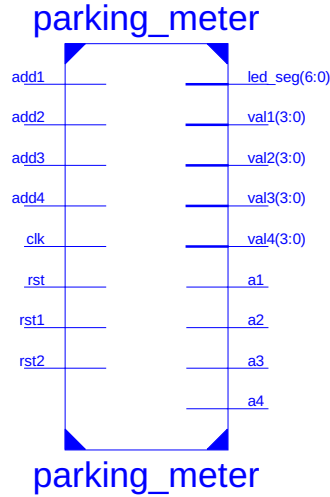 parking_meter
add1
led_seg(6:0)
add2
val1(3:0)
add3
val2(3:0)
add4
val3(3:0)
clk
val4(3:0)
rst
a1
rst1
a2
rst2
a3
a4
parking_meter